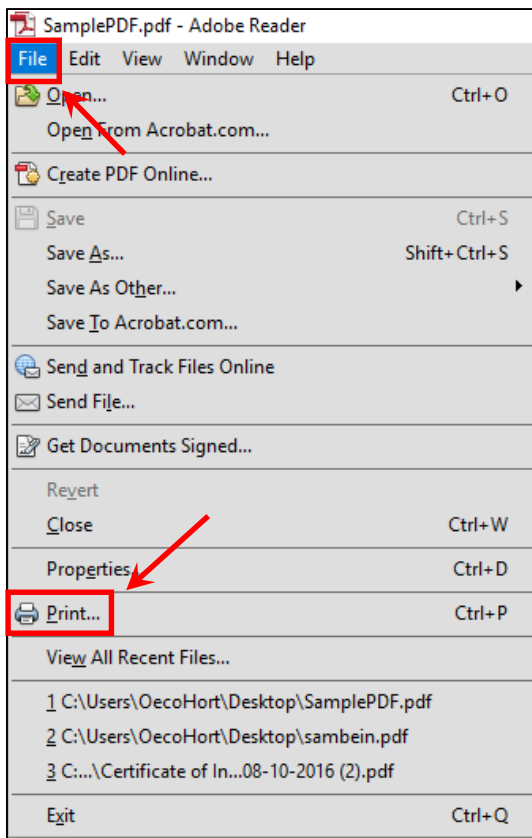 SamplePDF.pdf - Adobe Reader
File Edit View Window Help
Open... Ctrl+O
Open From Acrobat.com...
Create PDF Online...
Save Ctrl+S
Save As... Shift+Ctrl+S
Save As Other...
Save To Acrobat.com...
Send and Track Files Online
Send File...
Get Documents Signed...
Revert
Close Ctrl+W
Properties... Ctrl+D
Print... Ctrl+P
View All Recent Files...
1 C:\Users\OecoHort\Desktop\SamplePDF.pdf
2 C:\Users\OecoHort\Desktop\sambein.pdf
3 C:...\Certificate of In...08-10-2016 (2).pdf
Exit Ctrl+Q